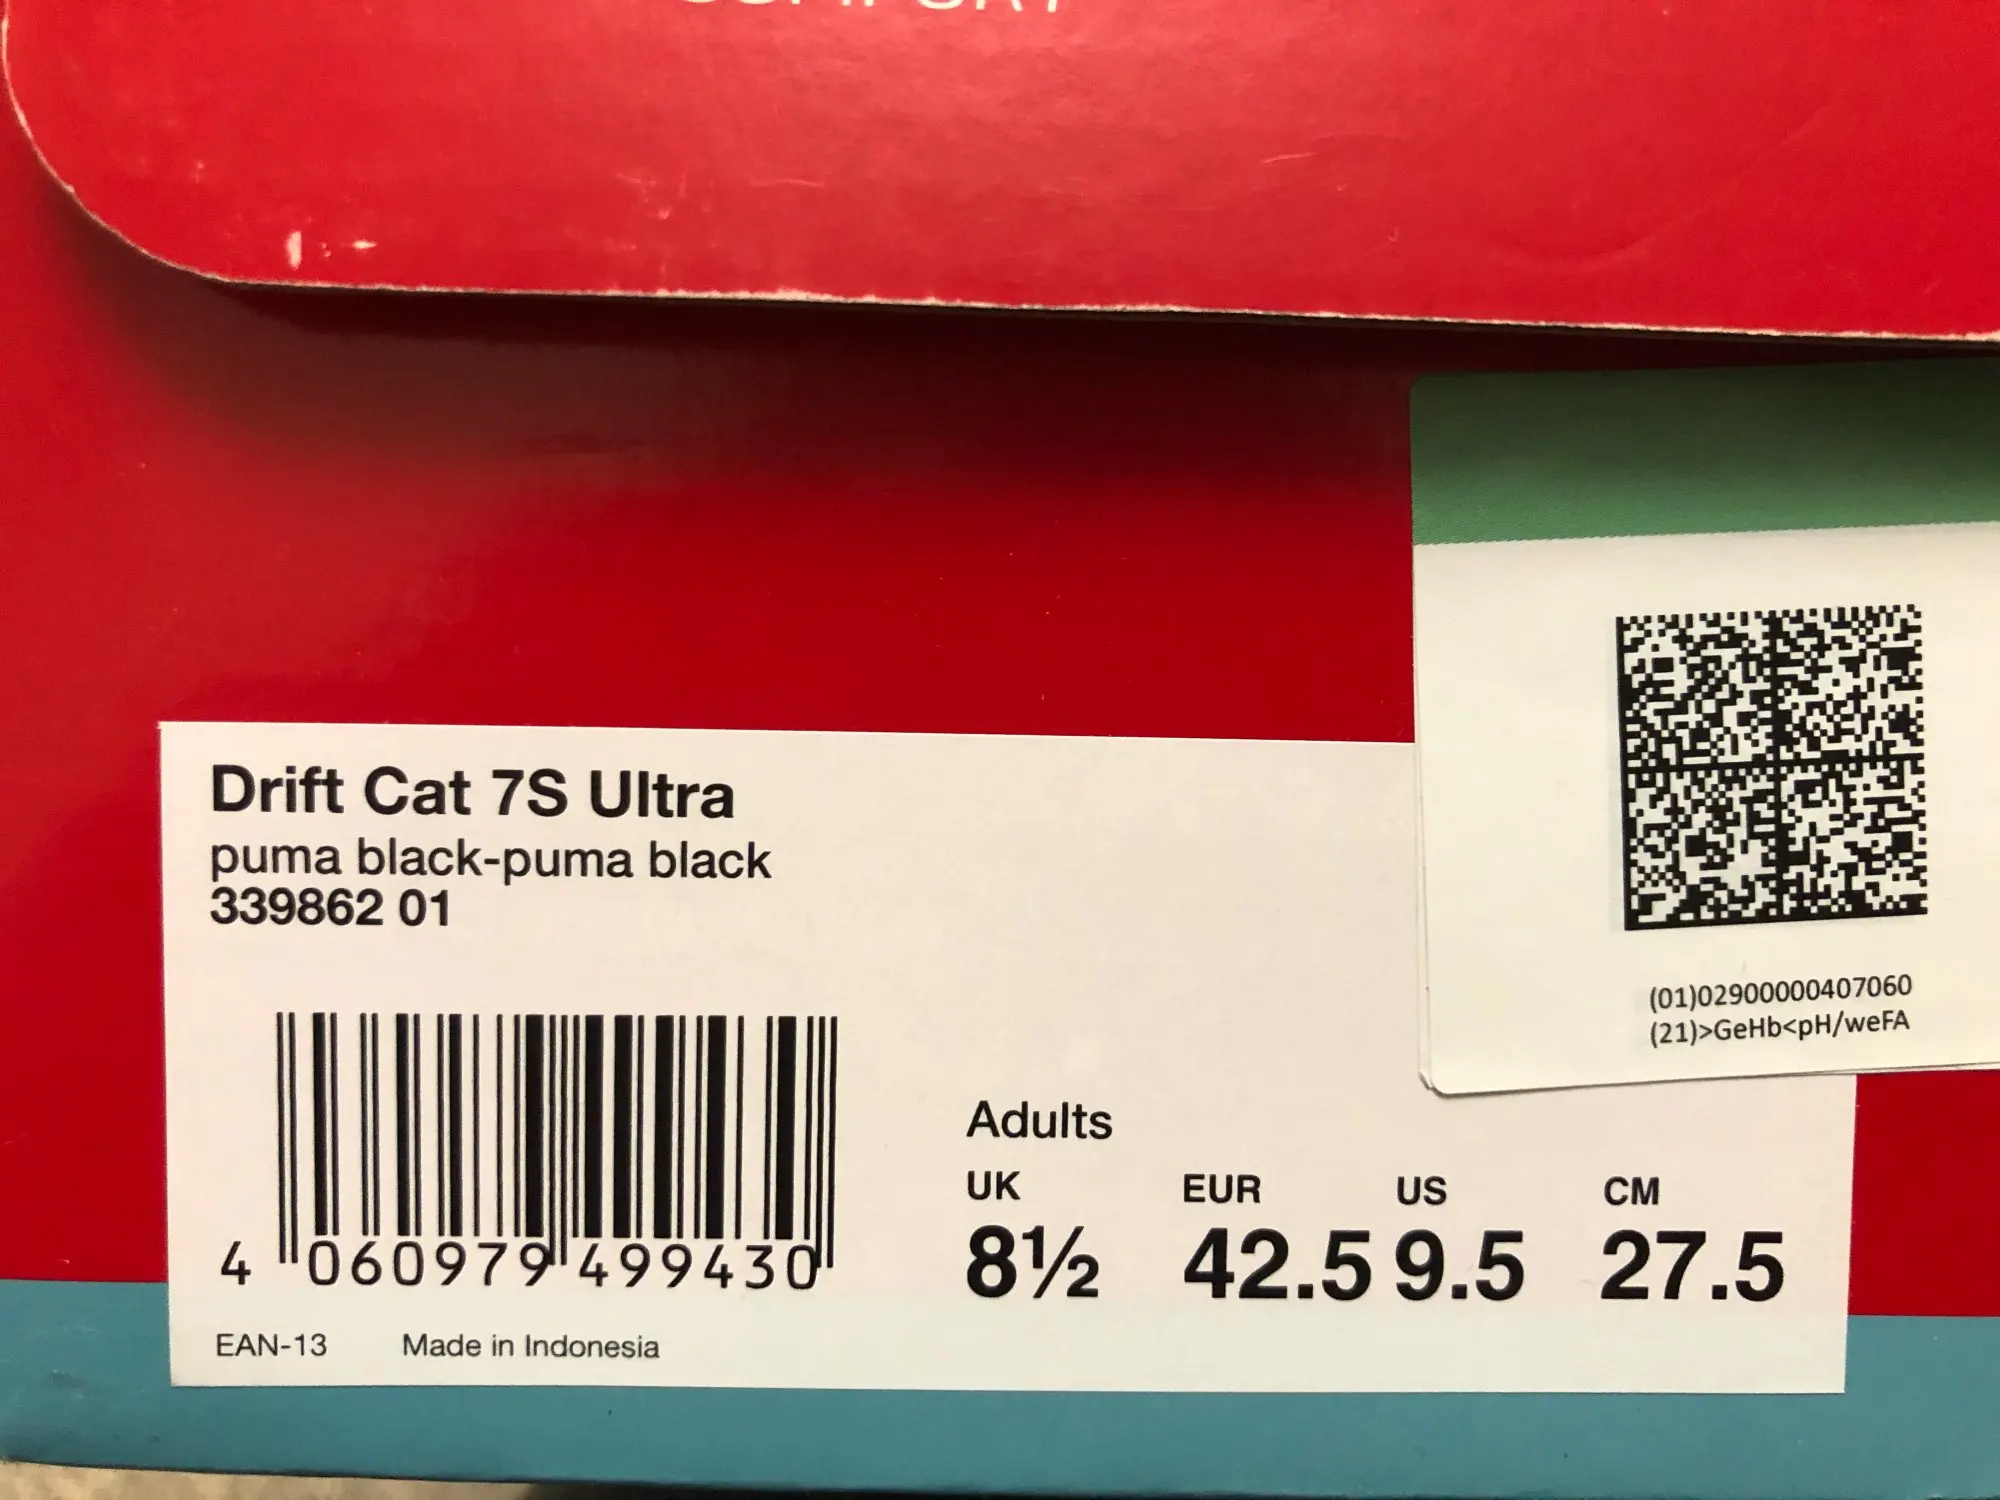 COMFORT
Drift Cat 7S Ultra
puma black-puma black
339862 01
4 060979 499430
EAN-13 Made in Indonesia
Adults
UK EUR US CM
8½ 42.5 9.5 27.5
(01)02900000407060
(21)>GeHb<pH/weFA